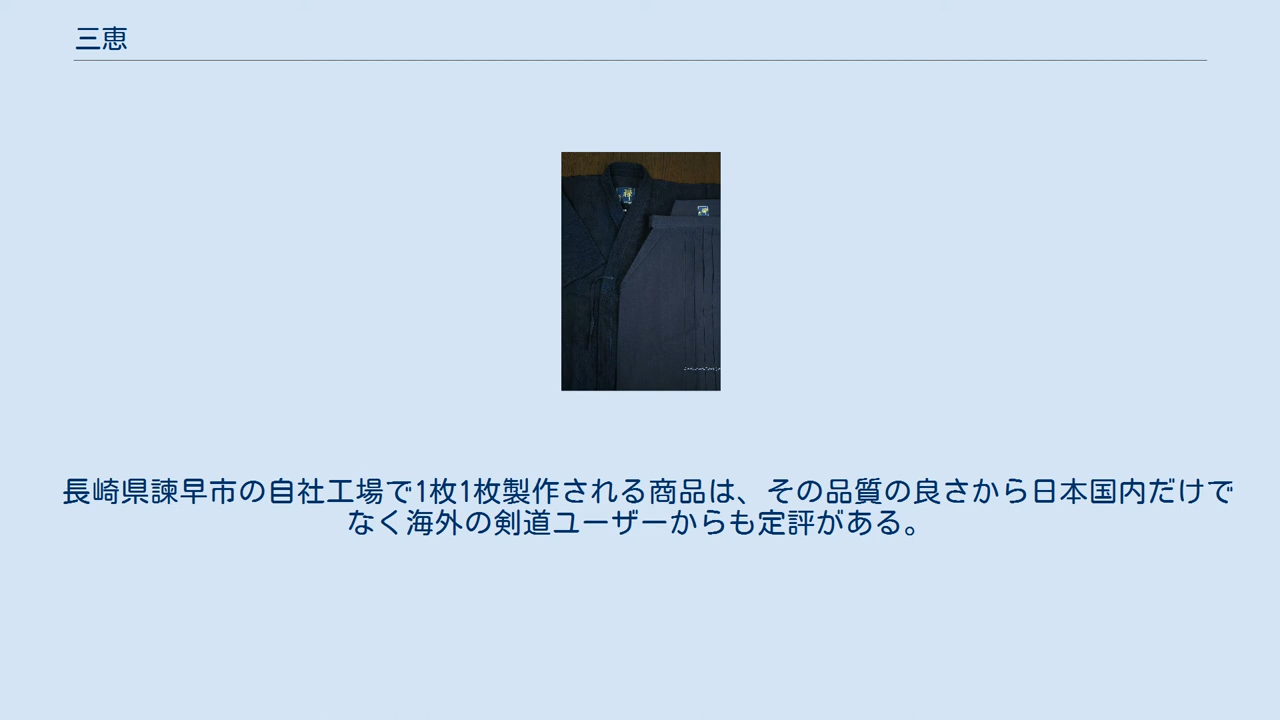 三恵
禅
長崎県諫早市の自社工場で1枚1枚製作される商品は、その品質の良さから日本国内だけで
なく海外の剣道ユーザーからも定評がある。